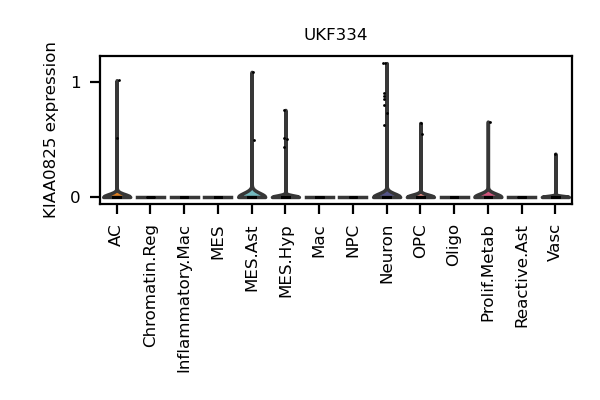 UKF334
KIAA0825 expression
1
0
AC
Chromatin.Reg
Inflammatory.Mac
MES
MES.Ast
MES.Hyp
Mac
NPC
Neuron
OPC
Oligo
Prolif.Metab
Reactive.Ast
Vasc